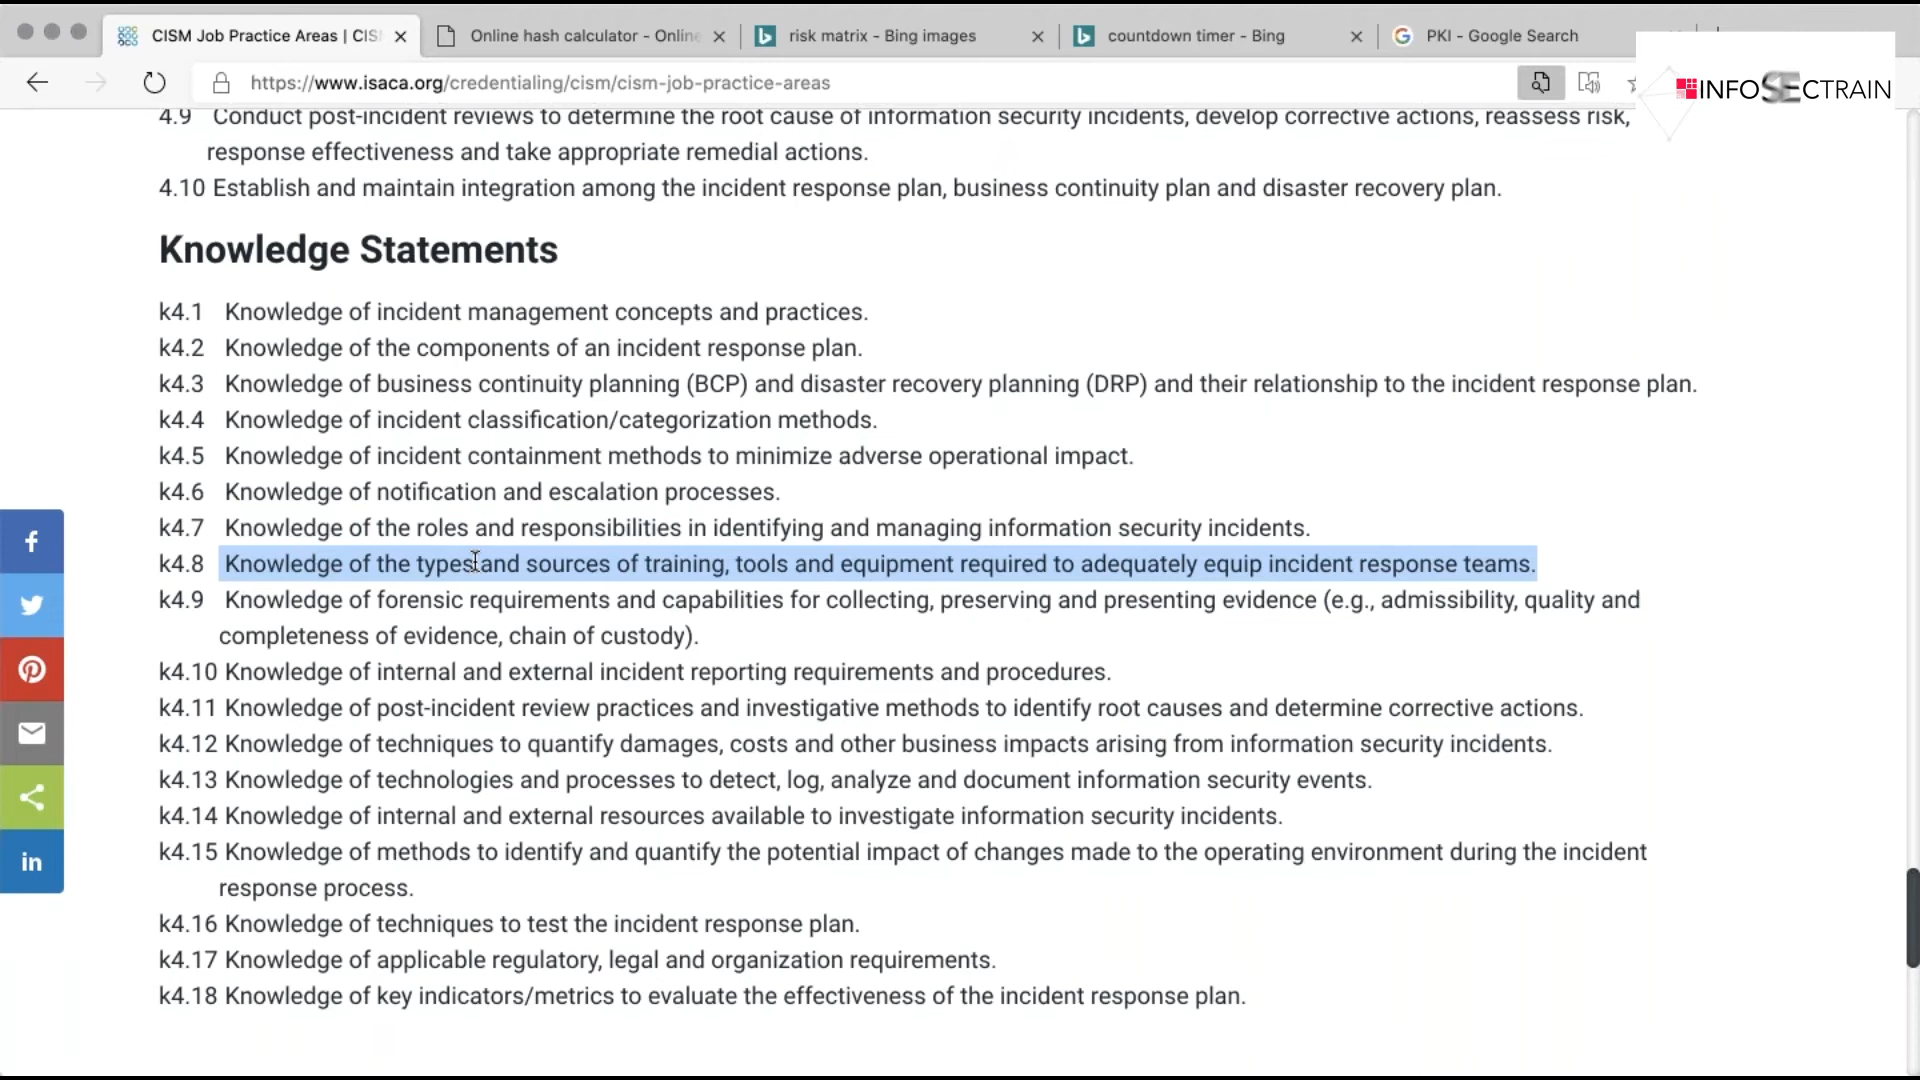 CISM Job Practice Areas | CIS
Online hash calculator - Online
risk matrix - Bing images
countdown timer - Bing
PKI - Google Search
https://www.isaca.org/credentialing/cism/cism-job-practice-areas
INFOSECTRAIN
4.9 Conduct post-incident reviews to determine the root cause of information security incidents, develop corrective actions, reassess risk,
response effectiveness and take appropriate remedial actions.
4.10 Establish and maintain integration among the incident response plan, business continuity plan and disaster recovery plan.
Knowledge Statements
k4.1 Knowledge of incident management concepts and practices.
k4.2 Knowledge of the components of an incident response plan.
k4.3 Knowledge of business continuity planning (BCP) and disaster recovery planning (DRP) and their relationship to the incident response plan.
k4.4 Knowledge of incident classification/categorization methods.
k4.5 Knowledge of incident containment methods to minimize adverse operational impact.
k4.6 Knowledge of notification and escalation processes.
k4.7 Knowledge of the roles and responsibilities in identifying and managing information security incidents.
k4.8 Knowledge of the types and sources of training, tools and equipment required to adequately equip incident response teams.
k4.9 Knowledge of forensic requirements and capabilities for collecting, preserving and presenting evidence (e.g., admissibility, quality and
completeness of evidence, chain of custody).
k4.10 Knowledge of internal and external incident reporting requirements and procedures.
k4.11 Knowledge of post-incident review practices and investigative methods to identify root causes and determine corrective actions.
k4.12 Knowledge of techniques to quantify damages, costs and other business impacts arising from information security incidents.
k4.13 Knowledge of technologies and processes to detect, log, analyze and document information security events.
k4.14 Knowledge of internal and external resources available to investigate information security incidents.
k4.15 Knowledge of methods to identify and quantify the potential impact of changes made to the operating environment during the incident
response process.
k4.16 Knowledge of techniques to test the incident response plan.
k4.17 Knowledge of applicable regulatory, legal and organization requirements.
k4.18 Knowledge of key indicators/metrics to evaluate the effectiveness of the incident response plan.